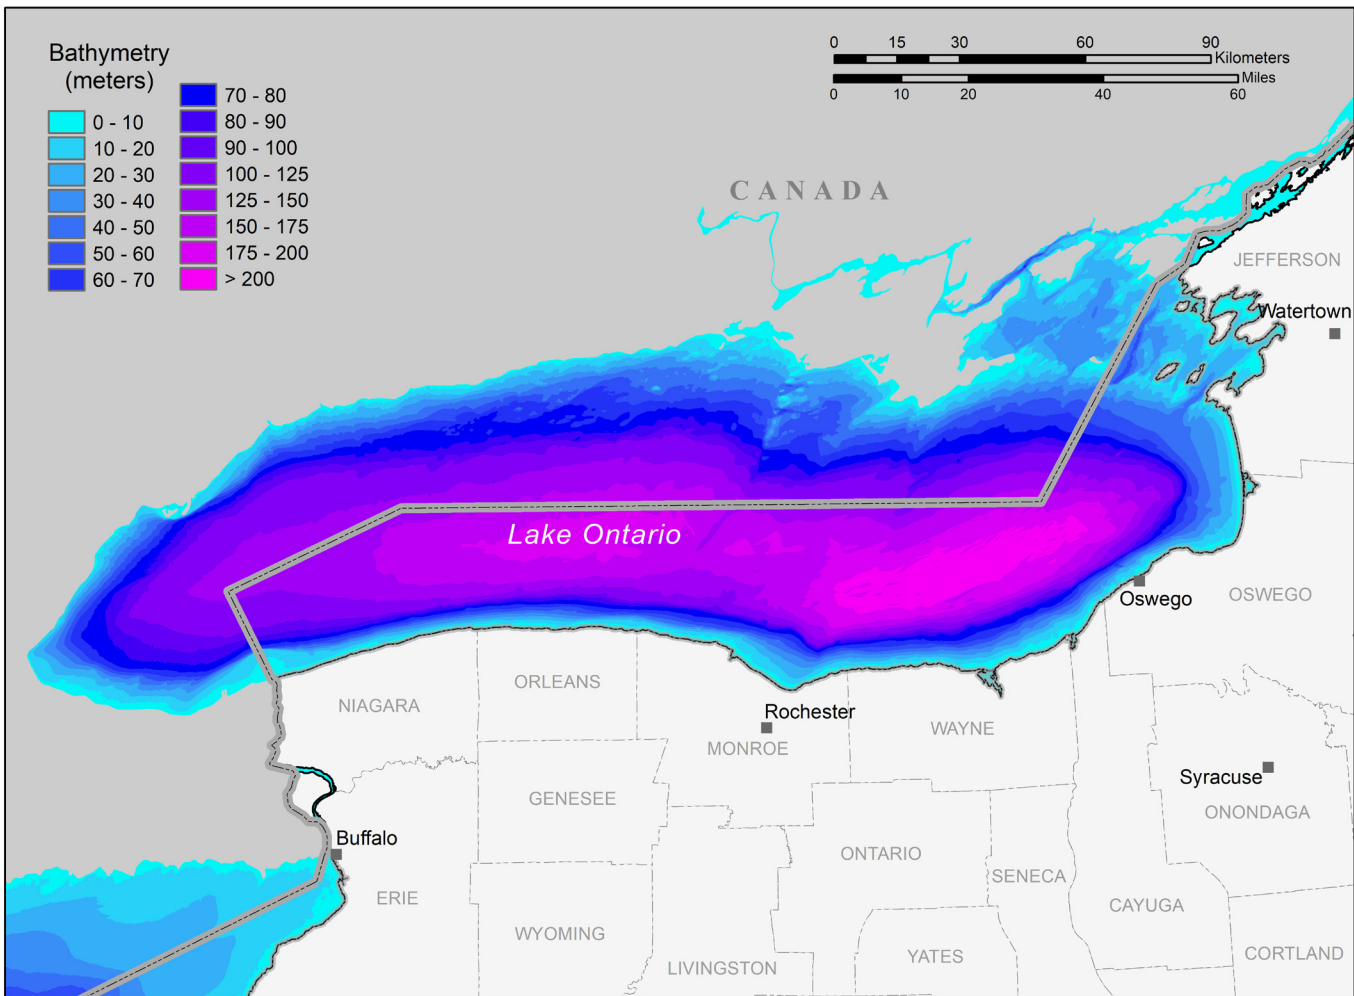 Bathymetry
(meters)
0 - 10
10 - 20
20 - 30
30 - 40
40 - 50
50 - 60
60 - 70
70 - 80
80 - 90
90 - 100
100 - 125
125 - 150
150 - 175
175 - 200
> 200
0 15 30 60 90
Kilometers
Miles
0 10 20 40 60
CANADA
JEFFERSON
Watertown
Lake Ontario
Oswego
OSWEGO
NIAGARA
ORLEANS
Rochester
MONROE
WAYNE
Syracuse
ONONDAGA
GENESEE
Buffalo
ONTARIO
SENECA
ERIE
CAYUGA
WYOMING
LIVINGSTON
YATES
CORTLAND